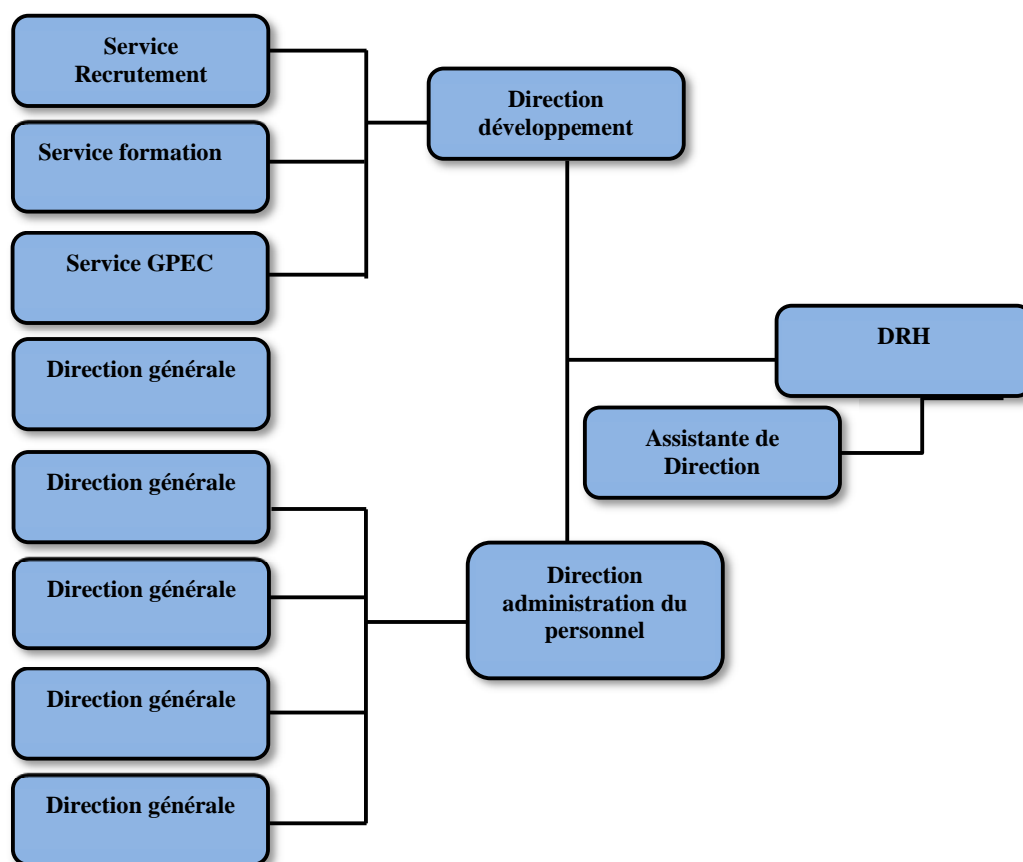 Service
Recrutement
Direction
développement
Service formation
Service GPEC
DRH
Direction générale
Assistante de
Direction
Direction générale
Direction
administration du
personnel
Direction générale
Direction générale
Direction générale